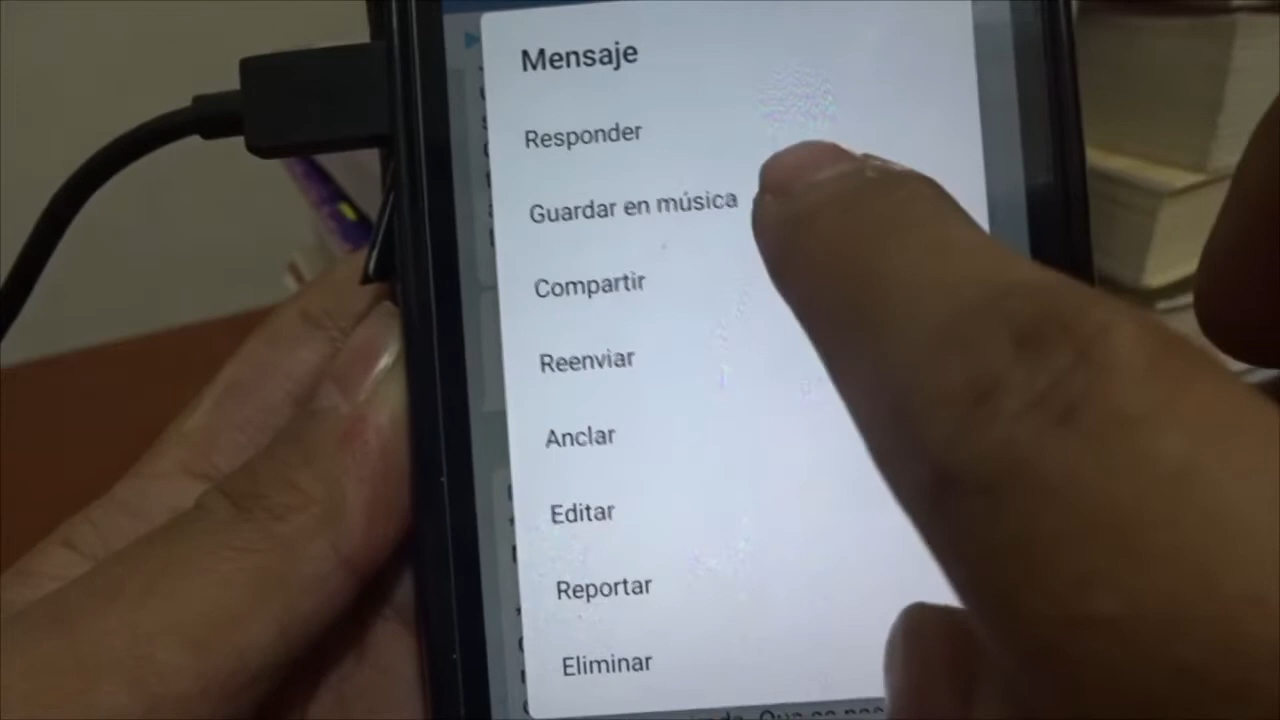 Mensaje
Responder
Guardar en música
Compartir
Reenviar
Anclar
Editar
Reportar
Eliminar